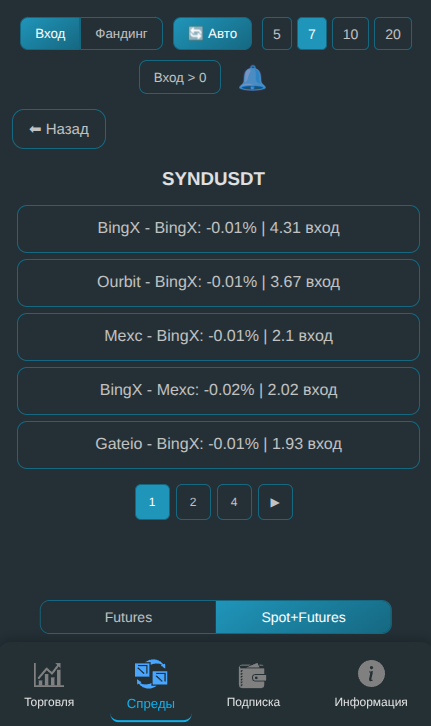 Вход Фандинг 🔄 Авто 5 7 10 20
Вход > 0 🔔
⬅ Назад
SYNDUSDT
BingX - BingX: -0.01% | 4.31 вход
Ourbit - BingX: -0.01% | 3.67 вход
Mexc - BingX: -0.01% | 2.1 вход
BingX - Mexc: -0.02% | 2.02 вход
Gateio - BingX: -0.01% | 1.93 вход
1 2 4 ▶
Futures Spot+Futures
Торговля Спреды Подписка Информация